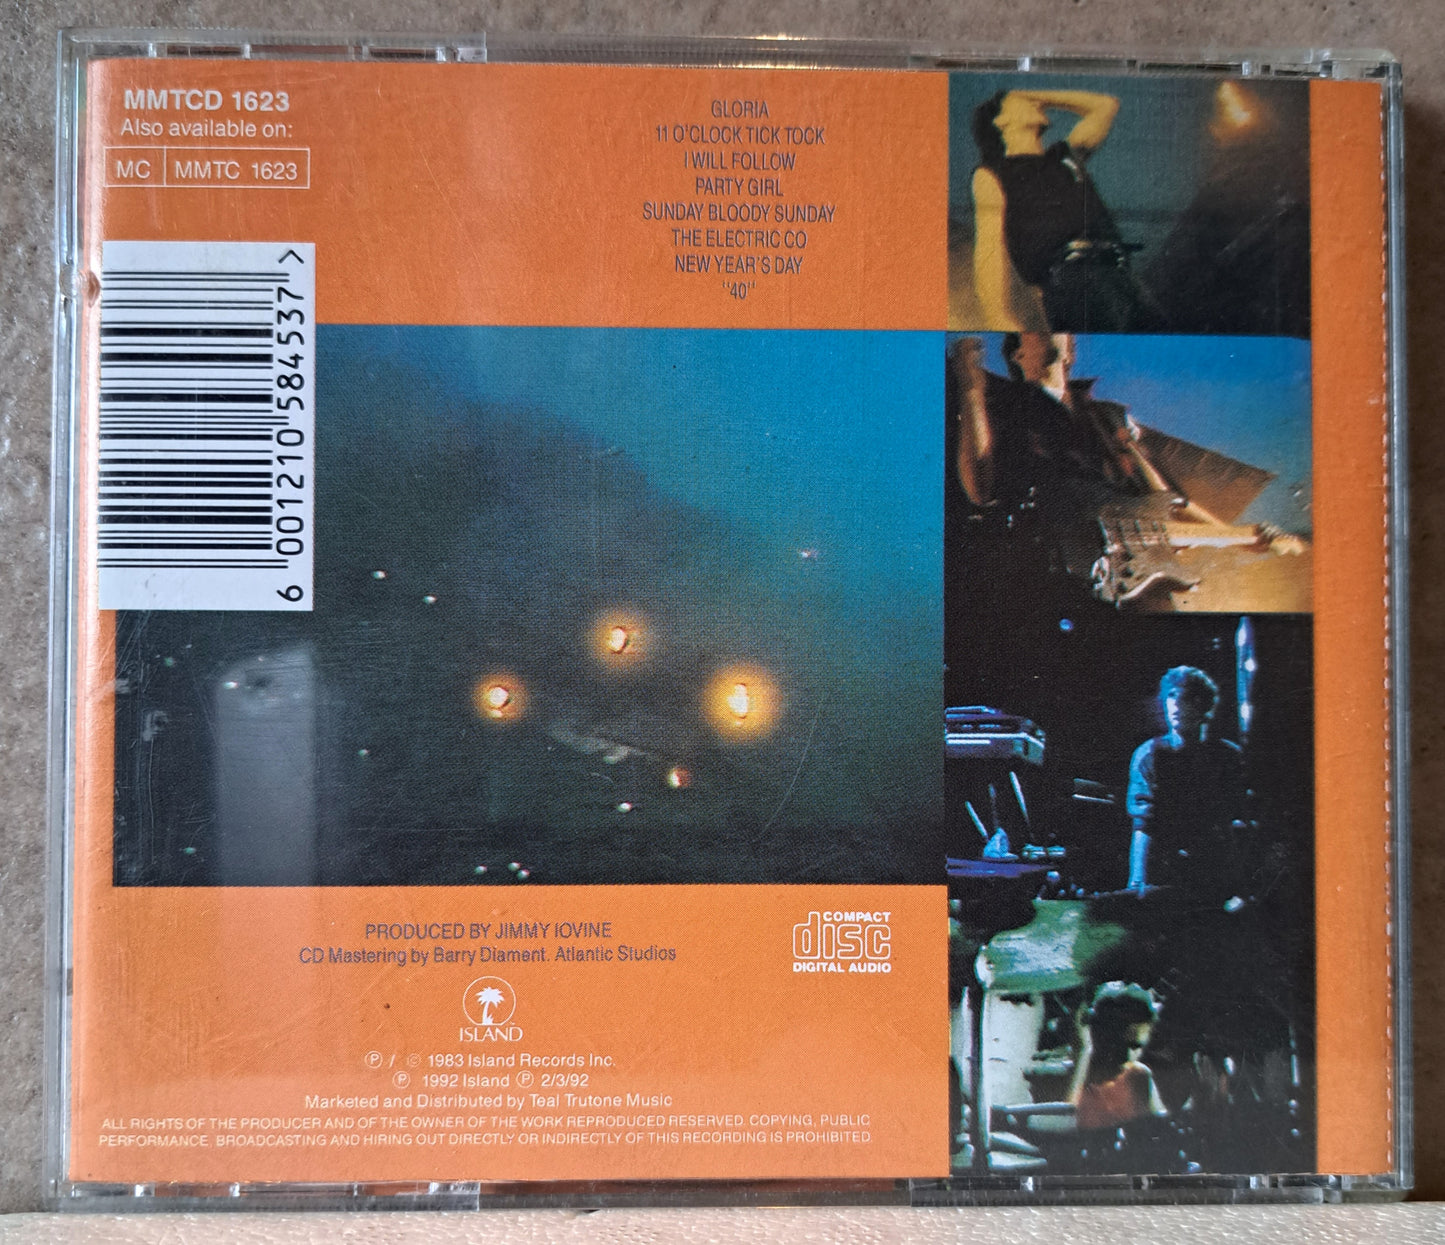 MMTCD 1623
Also available on:
MC MMTC 1623
GLORIA
11 O'CLOCK TICK TOCK
I WILL FOLLOW
PARTY GIRL
SUNDAY BLOODY SUNDAY
THE ELECTRIC CO
NEW YEAR'S DAY
"40"
6 001210 584537 >
PRODUCED BY JIMMY IOVINE
CD Mastering by Barry Diament. Atlantic Studios
COMPACT
disc
DIGITAL AUDIO
ISLAND
℗ / © 1983 Island Records Inc.
℗ 1992 Island ℗ 2/3/92
Marketed and Distributed by Teal Trutone Music
ALL RIGHTS OF THE PRODUCER AND OF THE OWNER OF THE WORK REPRODUCED RESERVED. COPYING, PUBLIC
PERFORMANCE, BROADCASTING AND HIRING OUT DIRECTLY OR INDIRECTLY OF THIS RECORDING IS PROHIBITED.